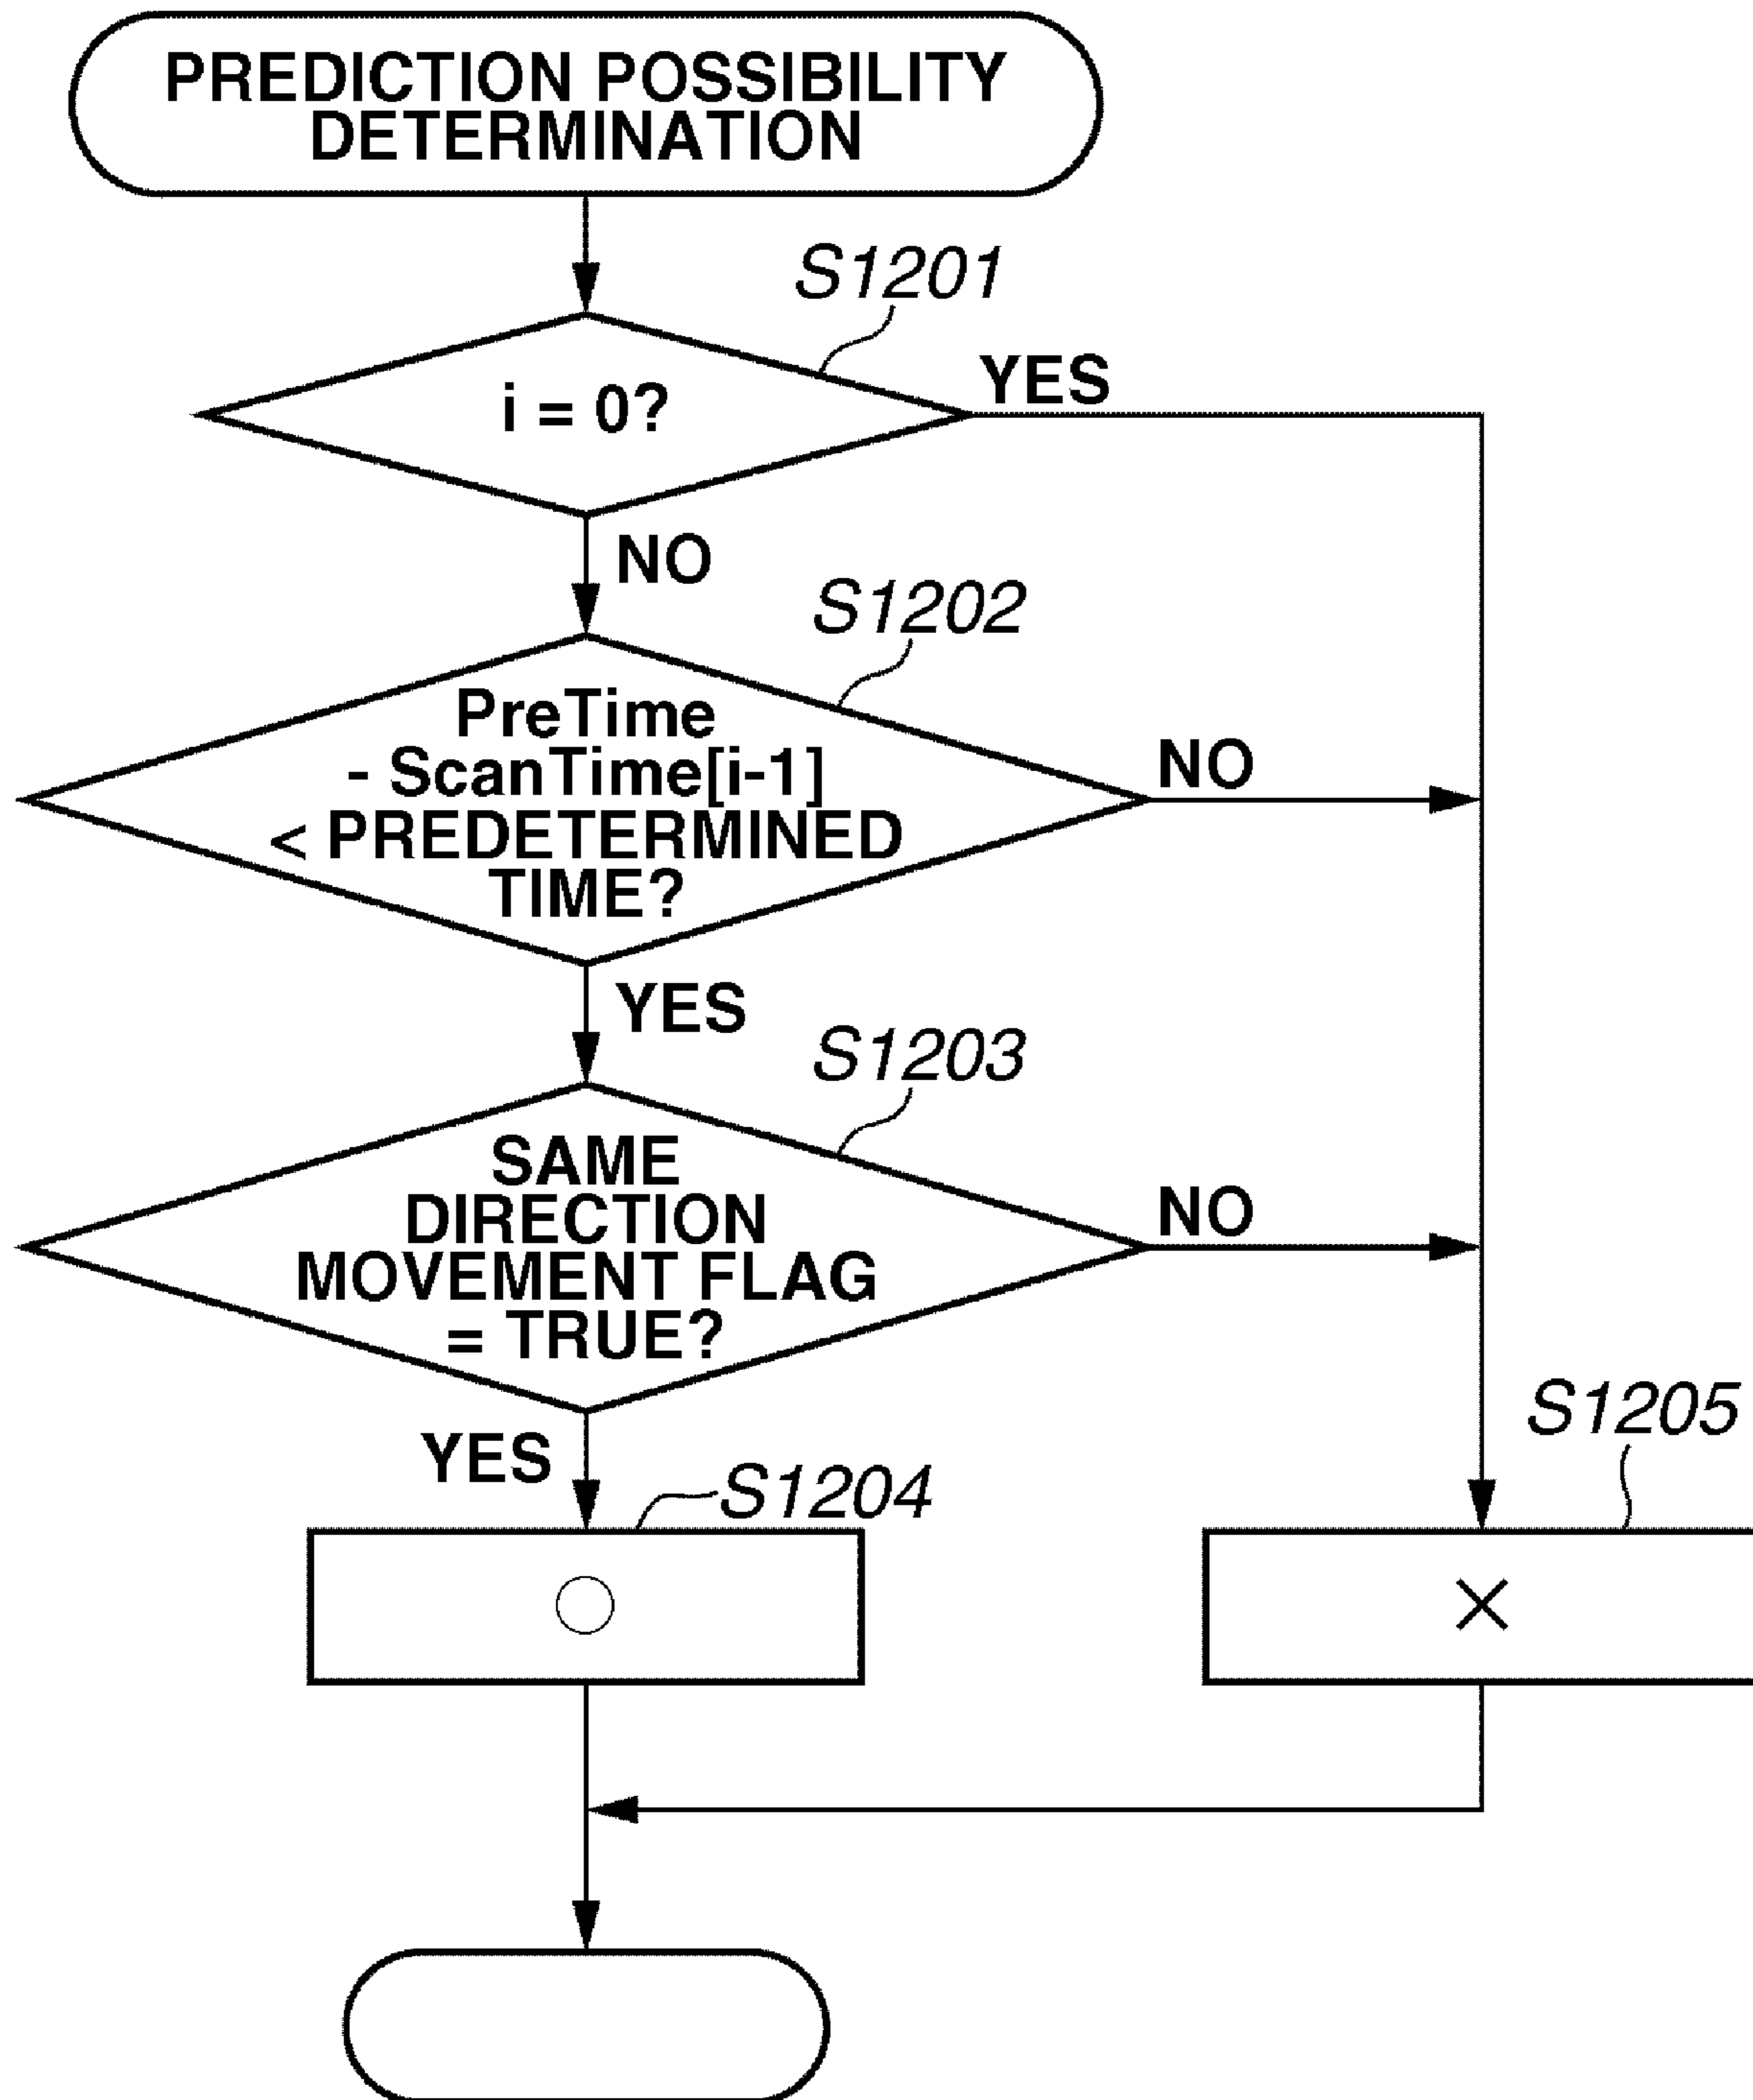 PREDICTION POSSIBILITY
DETERMINATION
S1201
i = 0?
YES
NO
S1202
PreTime
- ScanTime[i-1]
< PREDETERMINED
TIME?
NO
YES
S1203
SAME
DIRECTION
MOVEMENT FLAG
= TRUE?
NO
YES
S1204
○
S1205
×